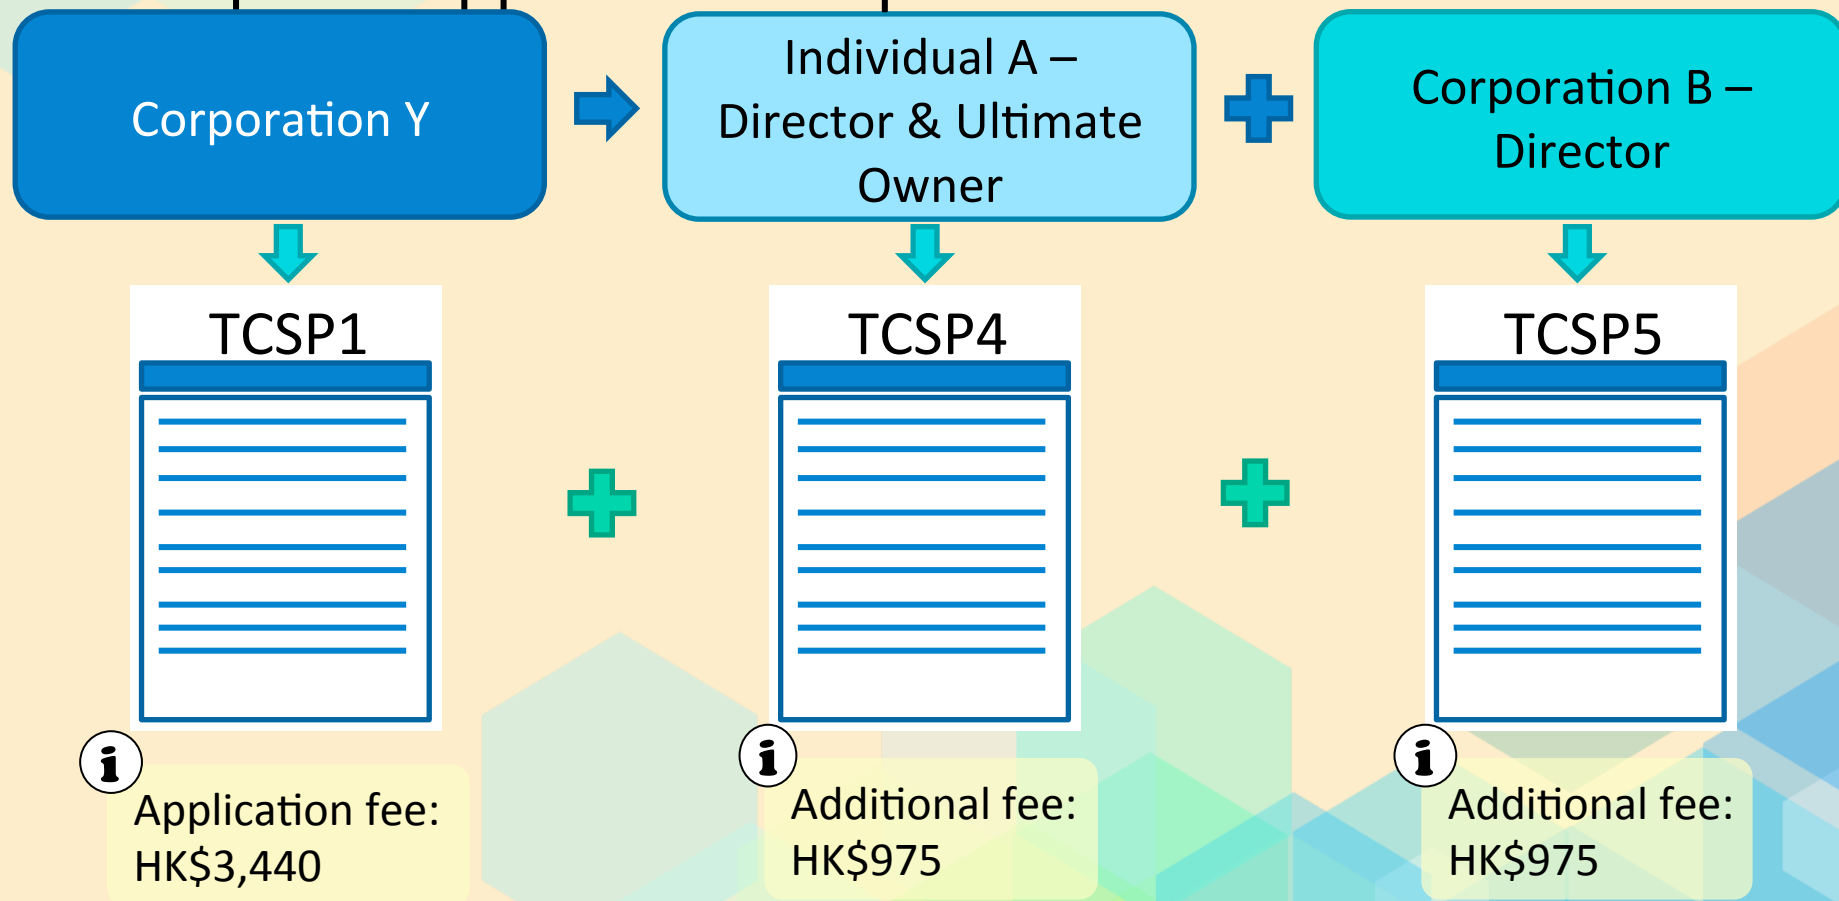 Corporation Y
Individual A –
Director & Ultimate
Owner
Corporation B –
Director
TCSP1
TCSP4
TCSP5
Application fee:
HK$3,440
Additional fee:
HK$975
Additional fee:
HK$975